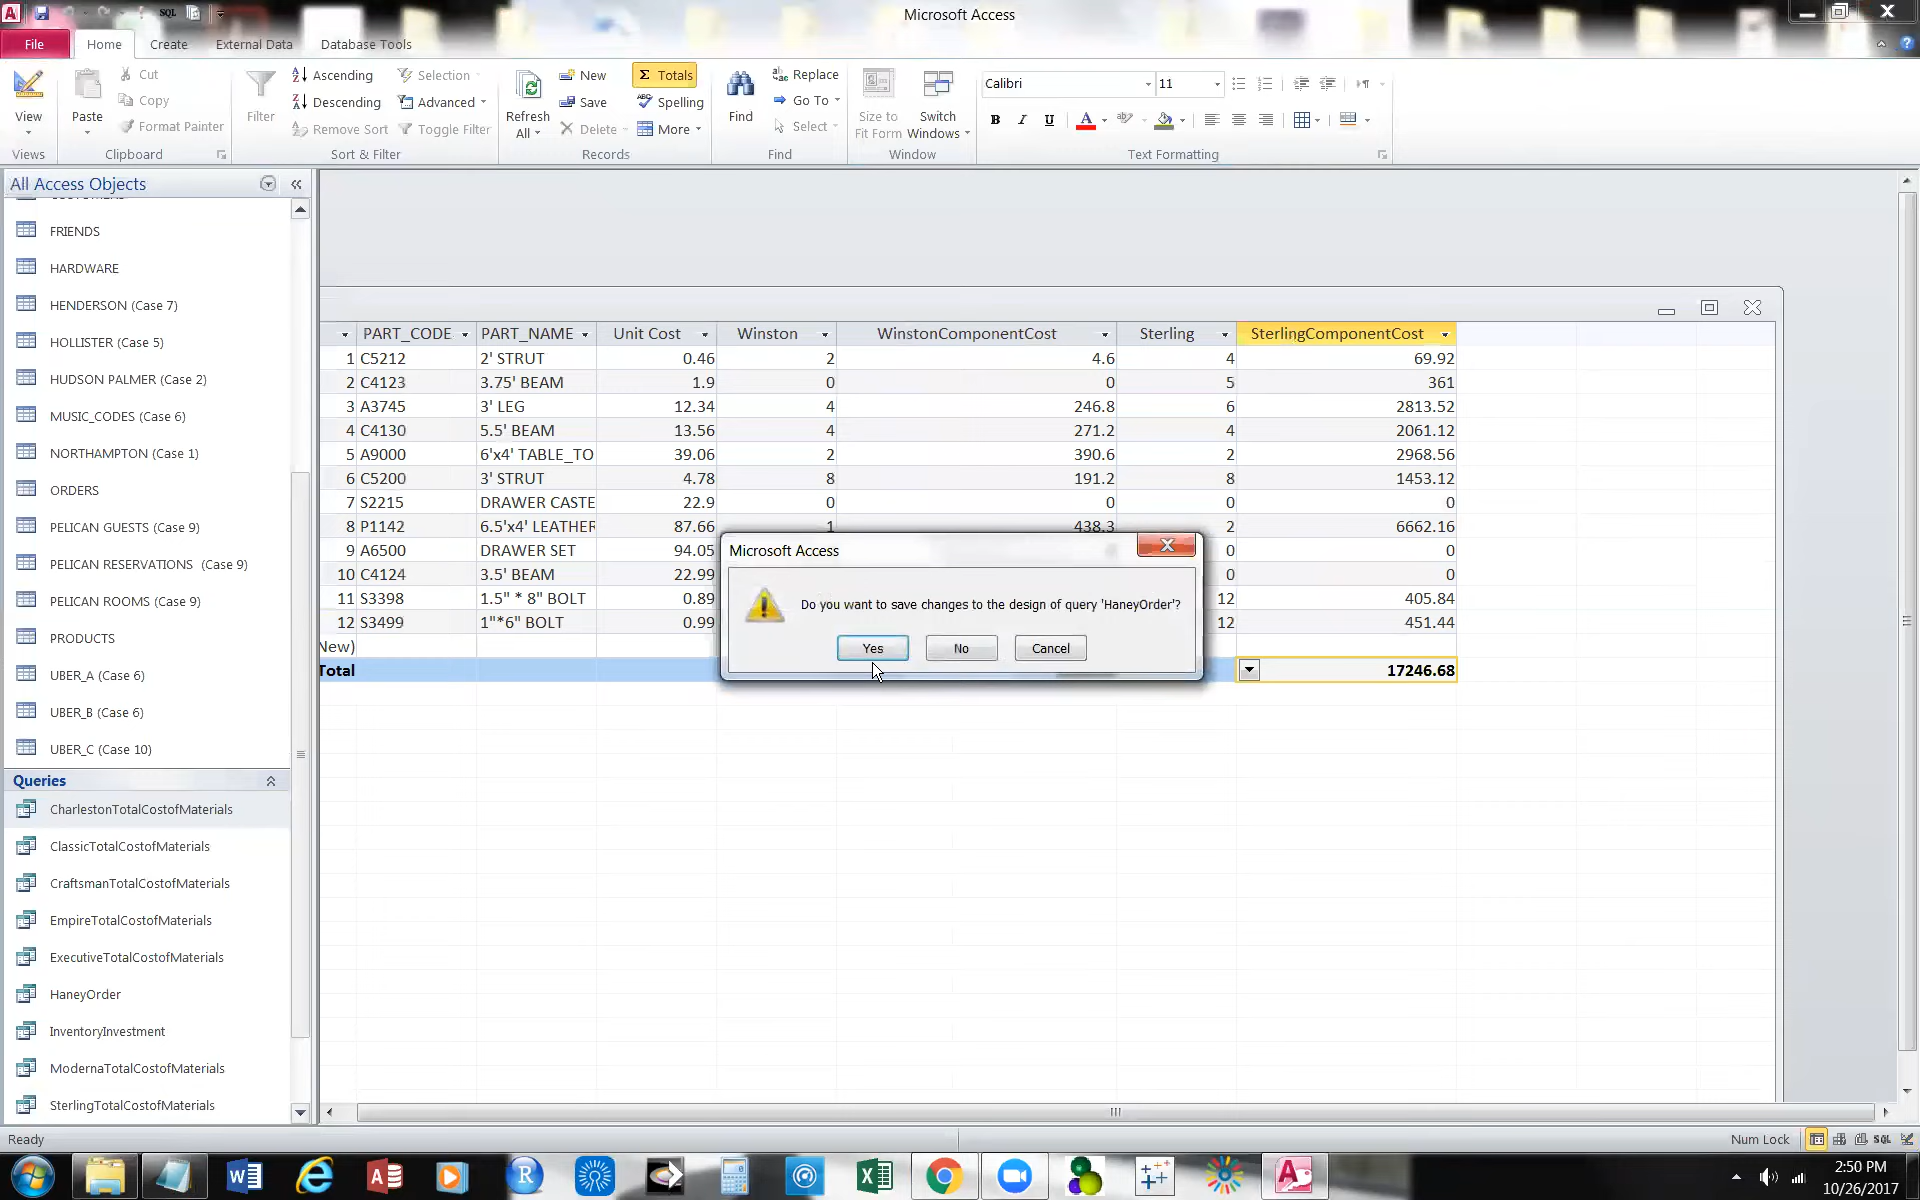 Microsoft Access
SQL
File Home Create External Data Database Tools
View
Views
Paste
Cut
Copy
Format Painter
Clipboard
Filter
Ascending
Descending
Remove Sort
Selection
Advanced
Toggle Filter
Sort & Filter
Refresh All
New
Save
Delete
Totals
Spelling
More
Records
Find
Replace
Go To
Select
Find
Size to Fit Form
Switch Windows
Window
Calibri 11
B I U A
Text Formatting
All Access Objects
FRIENDS
HARDWARE
HENDERSON (Case 7)
HOLLISTER (Case 5)
HUDSON PALMER (Case 2)
MUSIC_CODES (Case 6)
NORTHAMPTON (Case 1)
ORDERS
PELICAN GUESTS (Case 9)
PELICAN RESERVATIONS (Case 9)
PELICAN ROOMS (Case 9)
PRODUCTS
UBER_A (Case 6)
UBER_B (Case 6)
UBER_C (Case 10)
Queries
CharlestonTotalCostofMaterials
ClassicTotalCostofMaterials
CraftsmanTotalCostofMaterials
EmpireTotalCostofMaterials
ExecutiveTotalCostofMaterials
HaneyOrder
InventoryInvestment
ModernaTotalCostofMaterials
SterlingTotalCostofMaterials
PART_CODE PART_NAME Unit Cost Winston WinstonComponentCost Sterling SterlingComponentCost
1 C5212 2' STRUT 0.46 2 4.6 4 69.92
2 C4123 3.75' BEAM 1.9 0 0 5 361
3 A3745 3' LEG 12.34 4 246.8 6 2813.52
4 C4130 5.5' BEAM 13.56 4 271.2 4 2061.12
5 A9000 6'x4' TABLE_TO 39.06 2 390.6 2 2968.56
6 C5200 3' STRUT 4.78 8 191.2 8 1453.12
7 S2215 DRAWER CASTE 22.9 0 0 0 0
8 P1142 6.5'x4' LEATHER 87.66 1 438.3 2 6662.16
9 A6500 DRAWER SET 94.05 0 0
10 C4124 3.5' BEAM 22.99 0 0
11 S3398 1.5" * 8" BOLT 0.89 12 405.84
12 S3499 1"*6" BOLT 0.99 12 451.44
New)
Total 17246.68
Microsoft Access
Do you want to save changes to the design of query 'HaneyOrder'?
Yes No Cancel
Ready Num Lock SQL
2:50 PM
10/26/2017